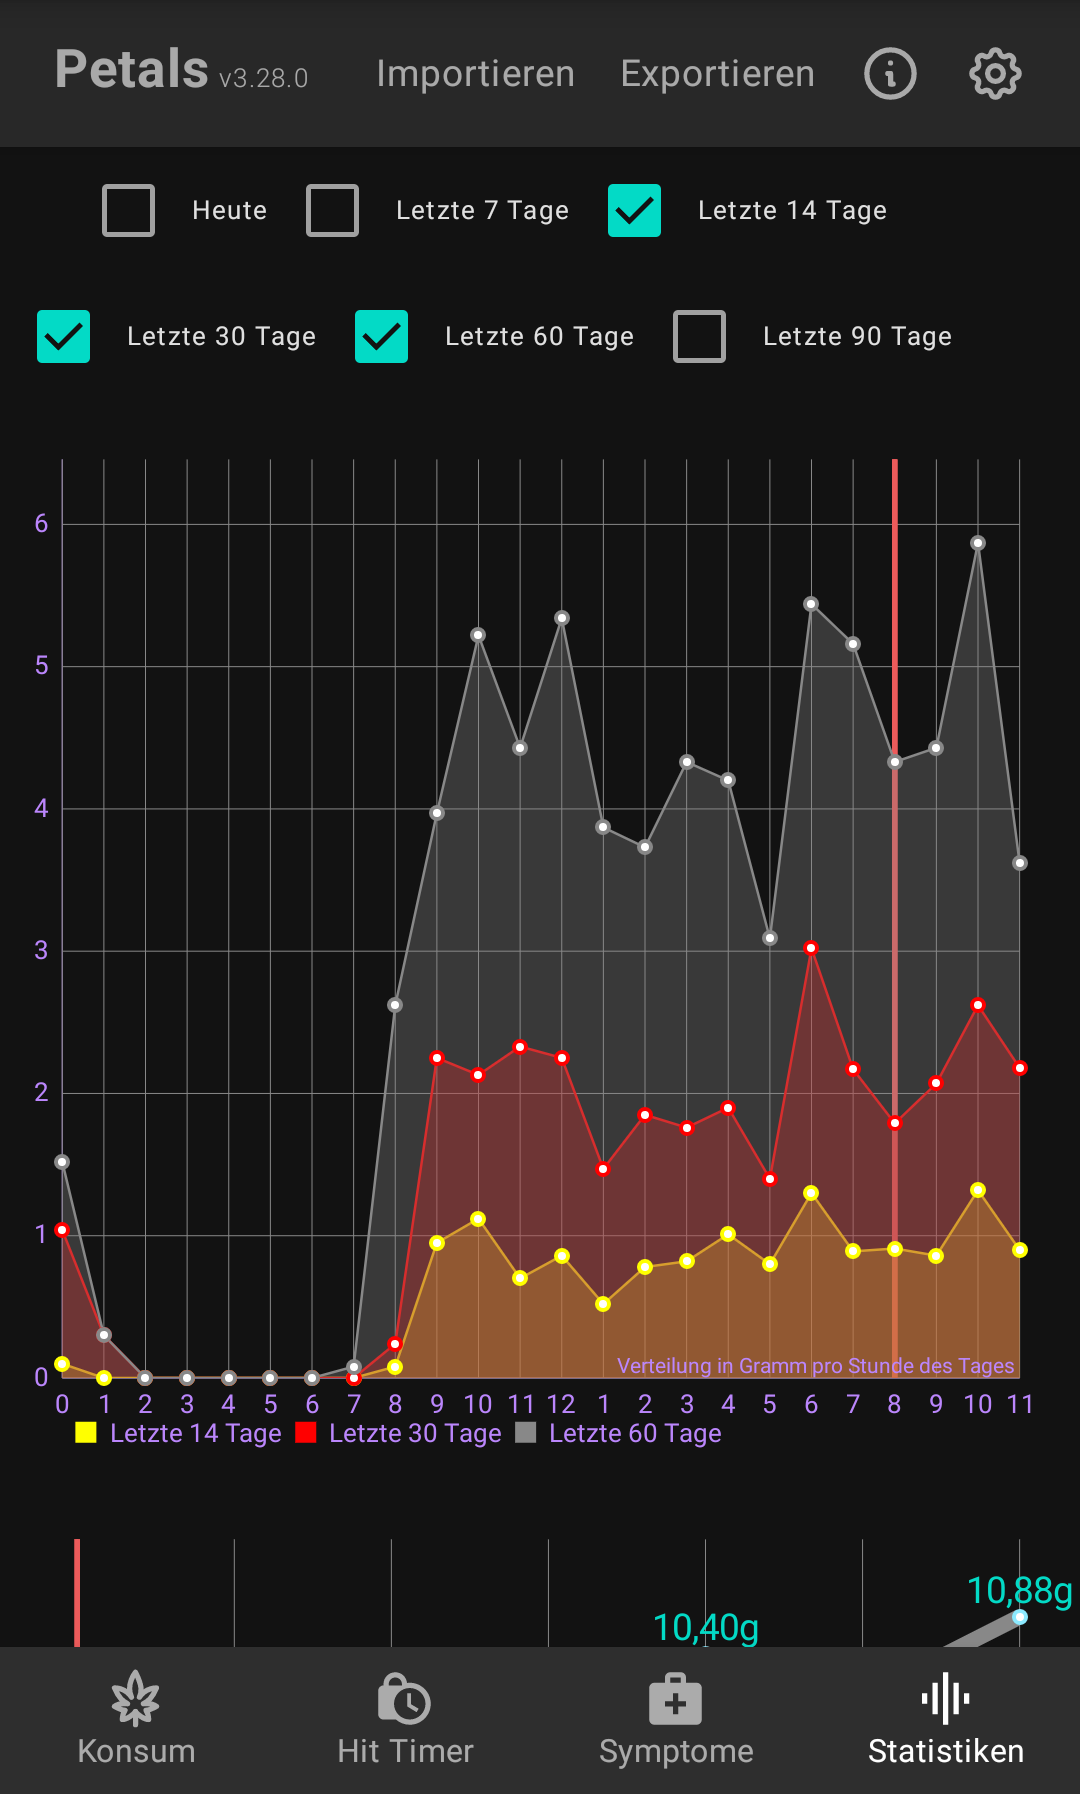 Petals v3.28.0 Importieren Exportieren
Heute Letzte 7 Tage Letzte 14 Tage
Letzte 30 Tage Letzte 60 Tage Letzte 90 Tage
6
5
4
3
2
1
0
Verteilung in Gramm pro Stunde des Tages
0 1 2 3 4 5 6 7 8 9 10 11 12 1 2 3 4 5 6 7 8 9 10 11
Letzte 14 Tage Letzte 30 Tage Letzte 60 Tage
10,88g
10,40g
Konsum Hit Timer Symptome Statistiken